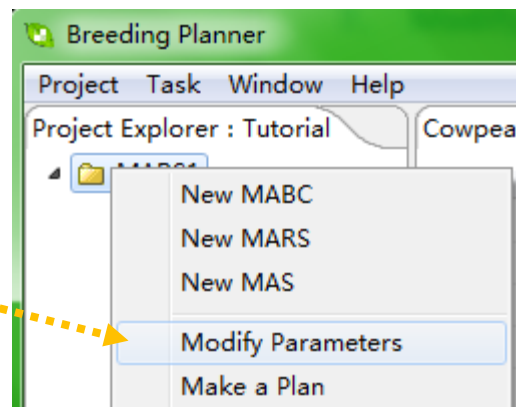 Breeding Planner
Project Task Window Help
Project Explorer : Tutorial
Cowpea
New MABC
New MARS
New MAS
Modify Parameters
Make a Plan